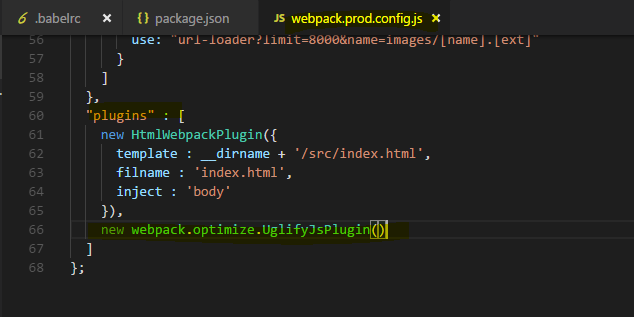 .babelrc × {} package.json JS webpack.prod.config.js ×
56 use: "url-loader?limit=8000&name=images/[name].[ext]"
57 }
58 ]
59 },
60 "plugins" : [
61 new HtmlWebpackPlugin({
62 template : __dirname + '/src/index.html',
63 filname : 'index.html',
64 inject : 'body'
65 }),
66 new webpack.optimize.UglifyJsPlugin()
67 ]
68 };